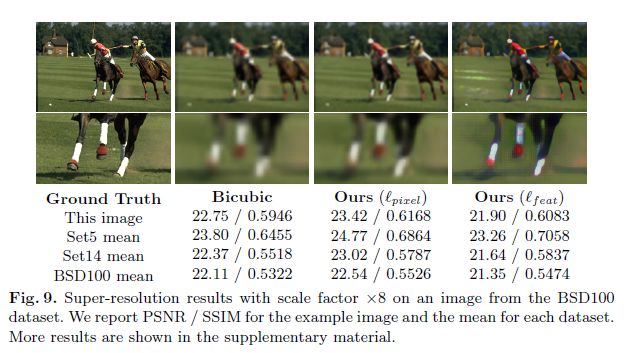 Ground Truth Bicubic Ours (ℓpixel) Ours (ℓfeat)
This image 22.75 / 0.5946 23.42 / 0.6168 21.90 / 0.6083
Set5 mean 23.80 / 0.6455 24.77 / 0.6864 23.26 / 0.7058
Set14 mean 22.37 / 0.5518 23.02 / 0.5787 21.64 / 0.5837
BSD100 mean 22.11 / 0.5322 22.54 / 0.5526 21.35 / 0.5474
Fig. 9. Super-resolution results with scale factor ×8 on an image from the BSD100
dataset. We report PSNR / SSIM for the example image and the mean for each dataset.
More results are shown in the supplementary material.